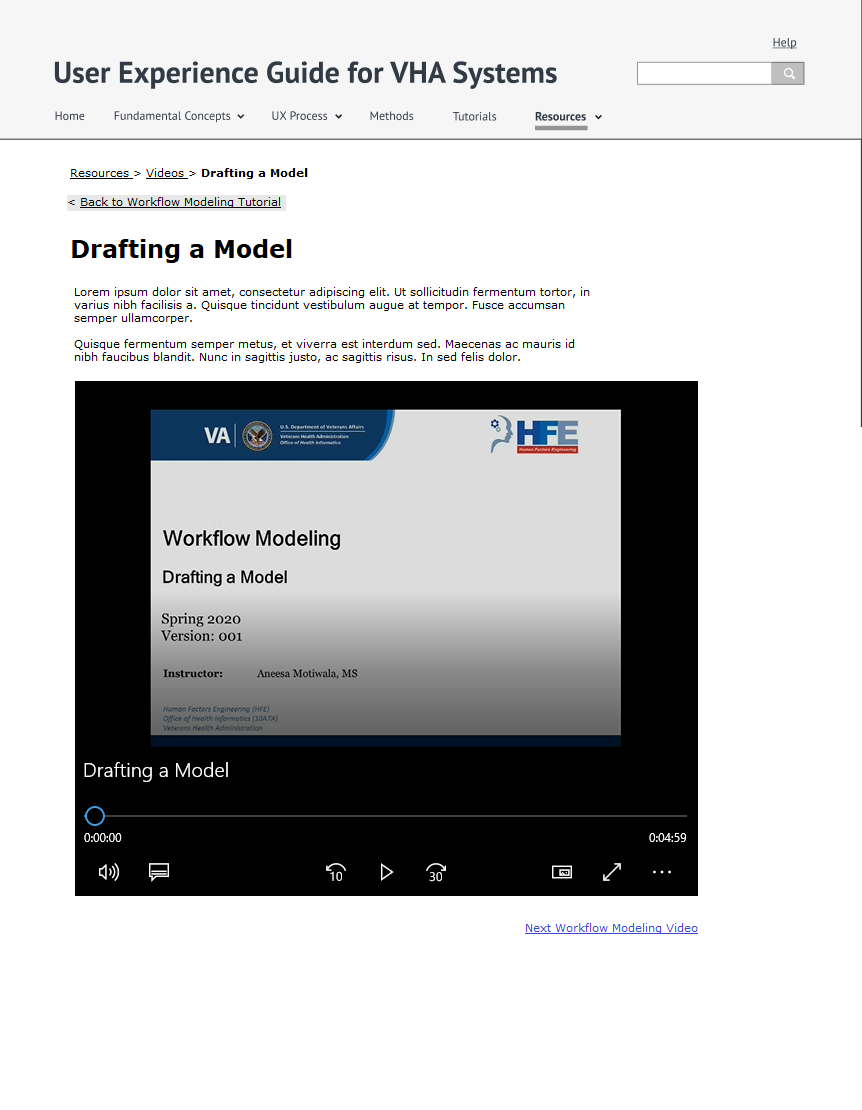 Help
User Experience Guide for VHA Systems
Home Fundamental Concepts UX Process Methods Tutorials Resources
Resources > Videos > Drafting a Model
< Back to Workflow Modeling Tutorial
Drafting a Model
Lorem ipsum dolor sit amet, consectetur adipiscing elit. Ut sollicitudin fermentum tortor, in
varius nibh facilisis a. Quisque tincidunt vestibulum augue at tempor. Fusce accumsan
semper ullamcorper.
Quisque fermentum semper metus, et viverra est interdum sed. Maecenas ac mauris id
nibh faucibus blandit. Nunc in sagittis justo, ac sagittis risus. In sed felis dolor.
VA
U.S. Department of Veterans Affairs
Veterans Health Administration
Office of Health Informatics
HFE
Human Factors Engineering
Workflow Modeling
Drafting a Model
Spring 2020
Version: 001
Instructor: Aneesa Motiwala, MS
Human Factors Engineering (HFE)
Office of Health Informatics (10A7A)
Veterans Health Administration
Drafting a Model
0:00:00 0:04:59
10 30
Next Workflow Modeling Video